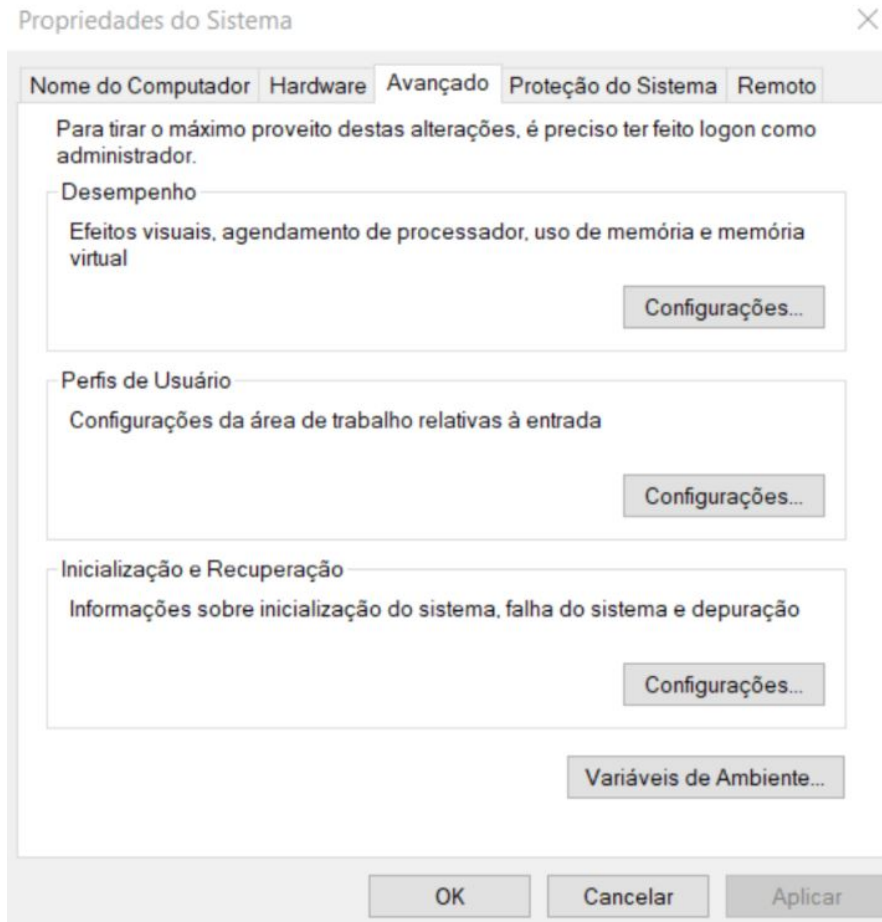 Propriedades do Sistema
Nome do Computador Hardware Avançado Proteção do Sistema Remoto
Para tirar o máximo proveito destas alterações, é preciso ter feito logon como
administrador.
Desempenho
Efeitos visuais, agendamento de processador, uso de memória e memória
virtual
Configurações...
Perfis de Usuário
Configurações da área de trabalho relativas à entrada
Configurações...
Inicialização e Recuperação
Informações sobre inicialização do sistema, falha do sistema e depuração
Configurações...
Variáveis de Ambiente...
OK Cancelar Aplicar